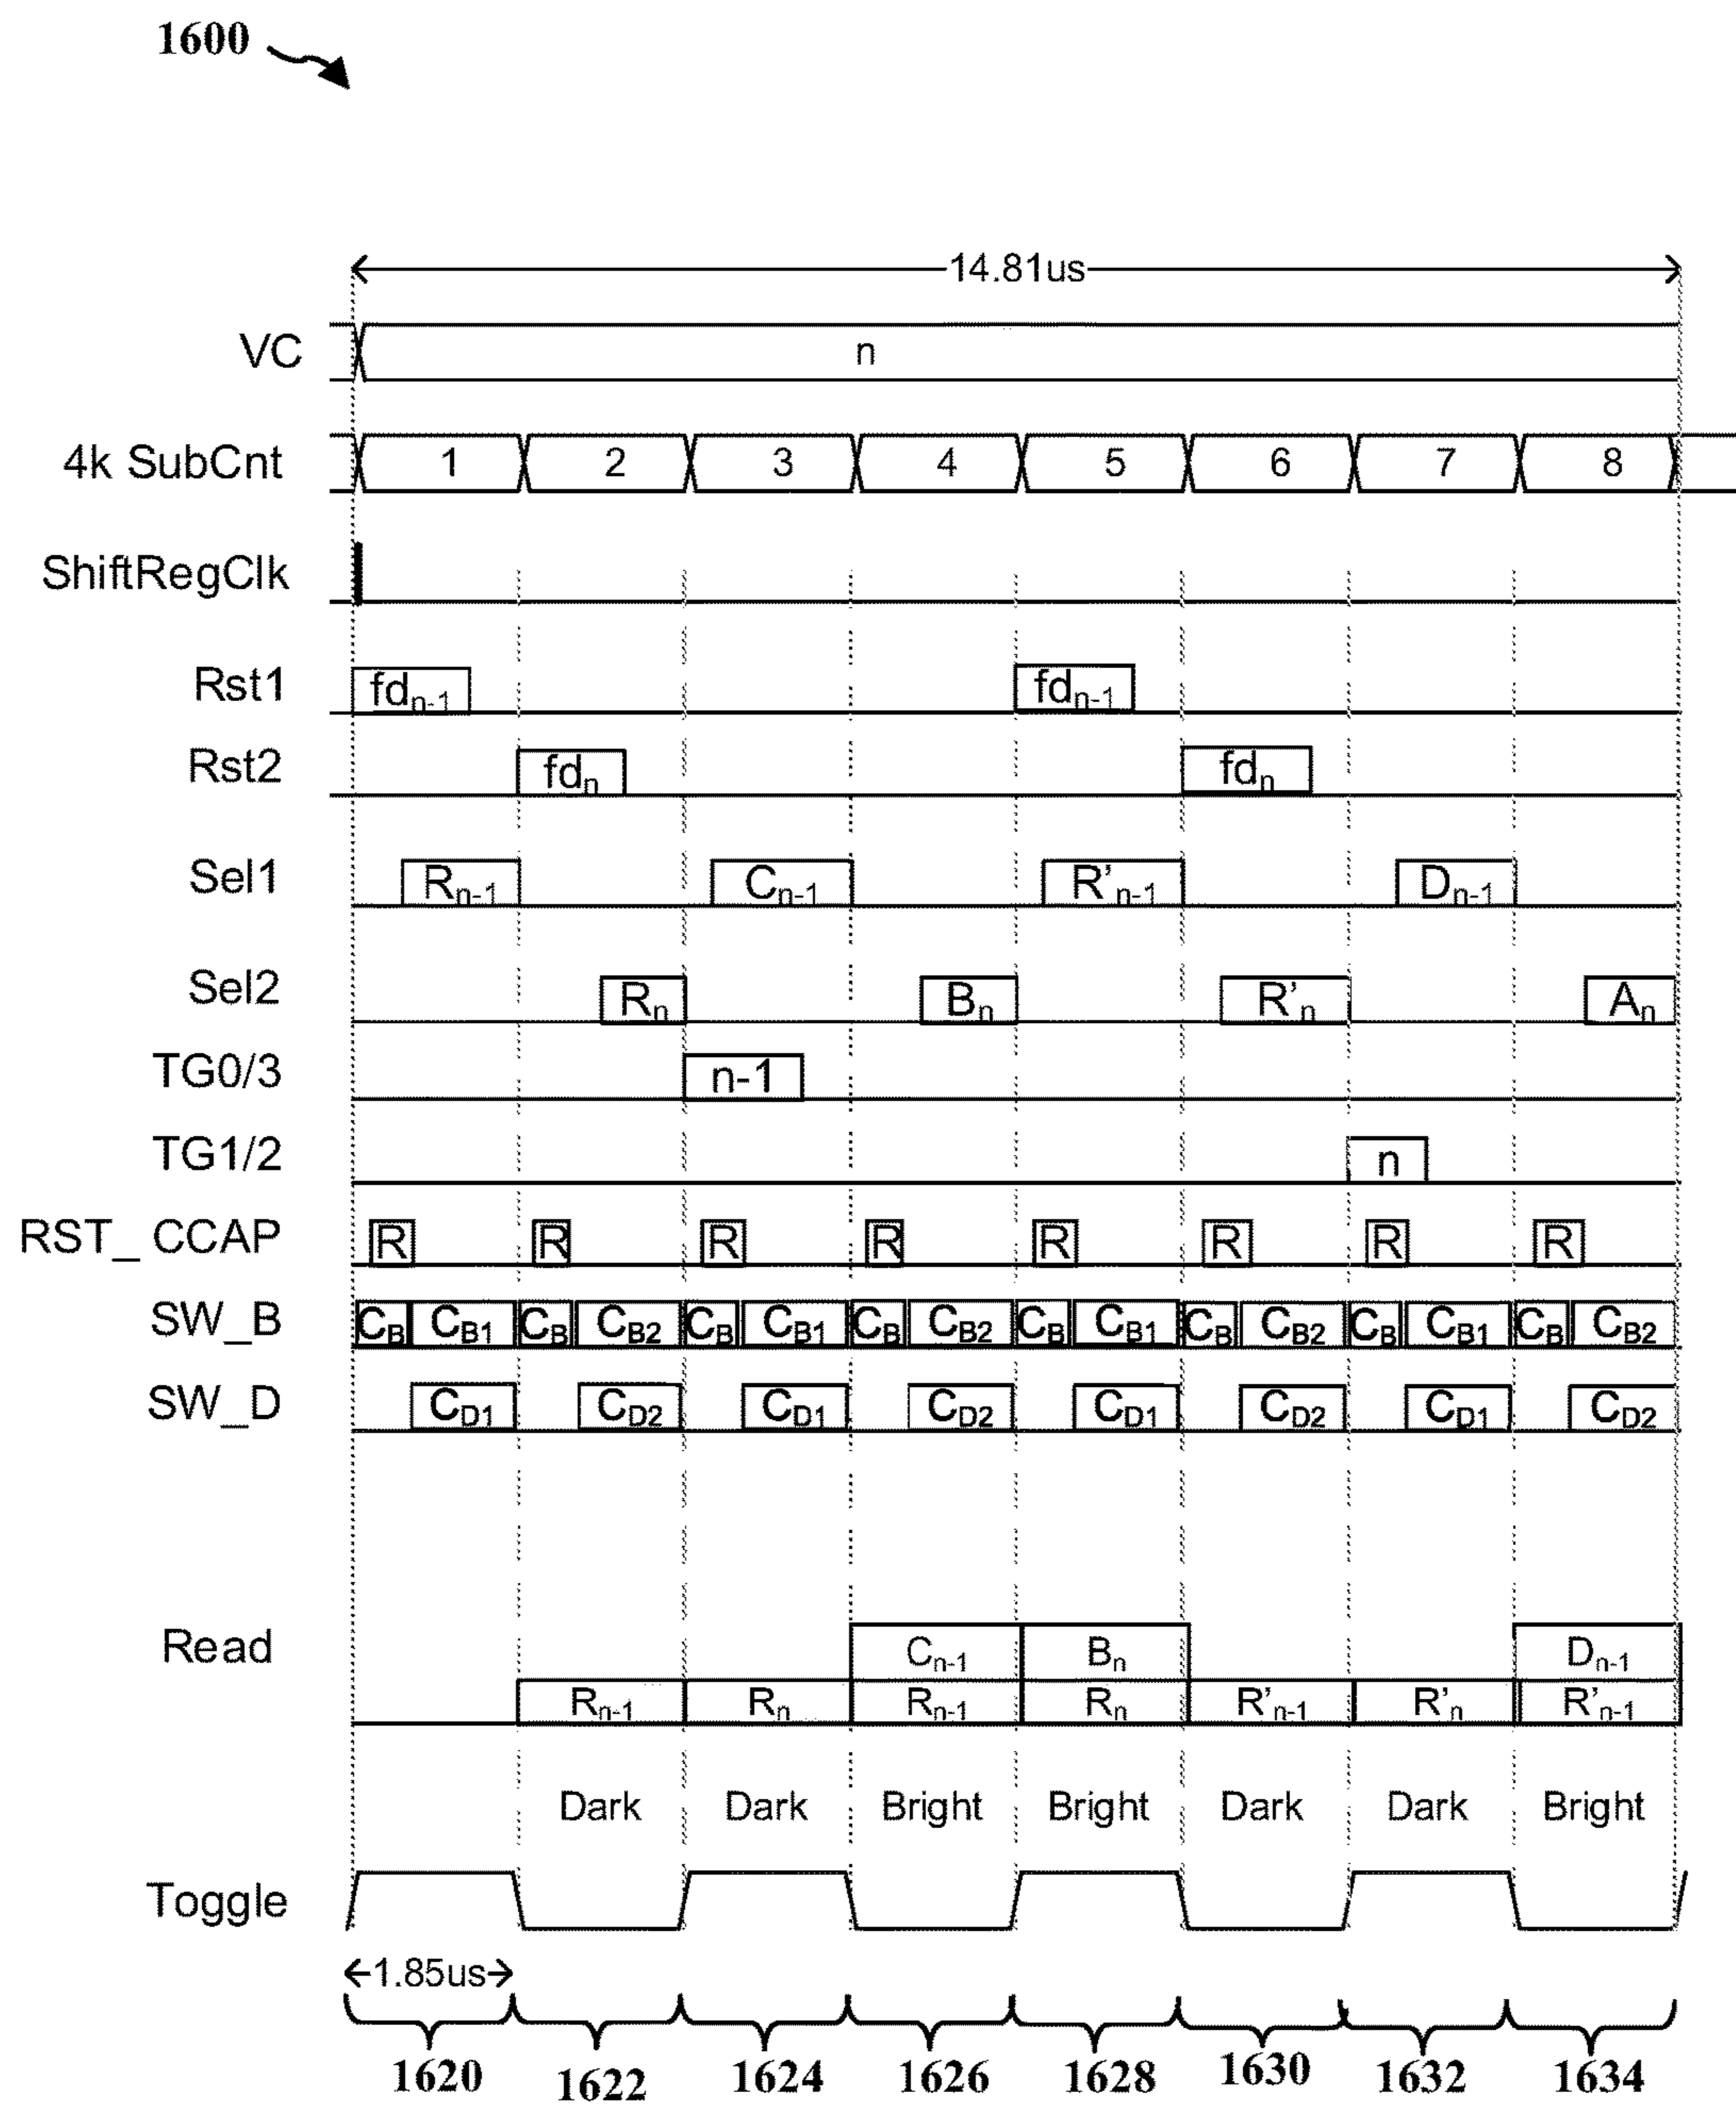 1600
14.81us
VC n
4k SubCnt 1 2 3 4 5 6 7 8
ShiftRegClk
Rst1 fdn-1 fdn-1
Rst2 fdn fdn
Sel1 Rn-1 Cn-1 R'n-1 Dn-1
Sel2 Rn Bn R'n An
TG0/3 n-1
TG1/2 n
RST_ CCAP R R R R R R R R
SW_B CB CB1 CB CB2 CB CB1 CB CB2 CB CB1 CB CB2 CB CB1 CB CB2
SW_D CD1 CD2 CD1 CD2 CD1 CD2 CD1 CD2
Read Cn-1 Bn Dn-1
Rn-1 Rn Rn-1 Rn R'n-1 R'n R'n-1
Dark Dark Bright Bright Dark Dark Bright
Toggle
1.85us
1620 1622 1624 1626 1628 1630 1632 1634